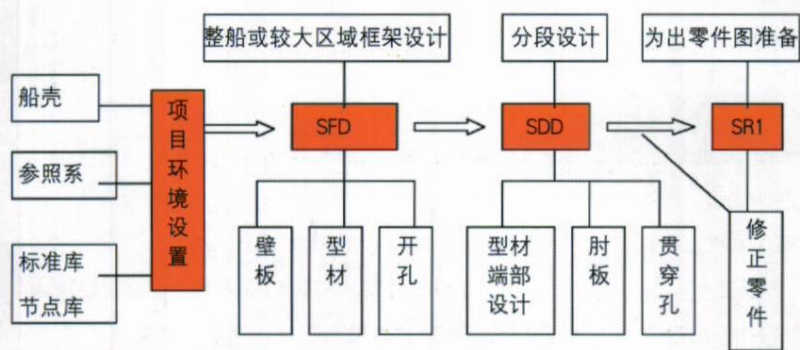 整船或较大区域框架设计
分段设计
为出零件图准备
船壳
参照系
标准库
节点库
项目环境设置
SFD
SDD
SR1
壁板
型材
开孔
型材
端部
设计
肘板
贯穿孔
修正零件